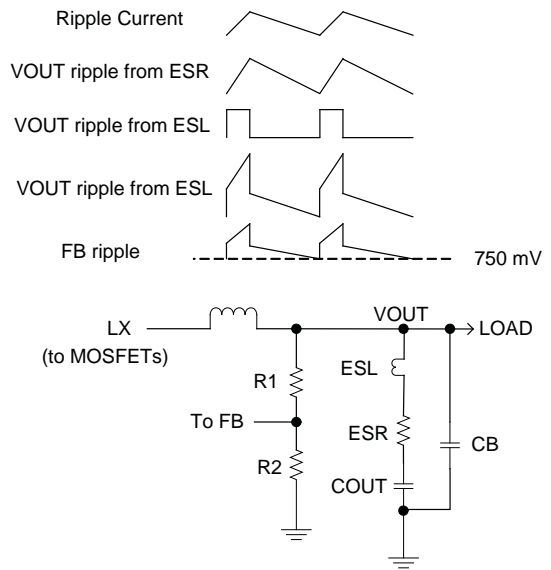 Ripple Current
VOUT ripple from ESR
VOUT ripple from ESL
VOUT ripple from ESL
FB ripple
750 mV
VOUT
LX
LOAD
(to MOSFETs)
ESL
R1
To FB
ESR
CB
R2
COUT